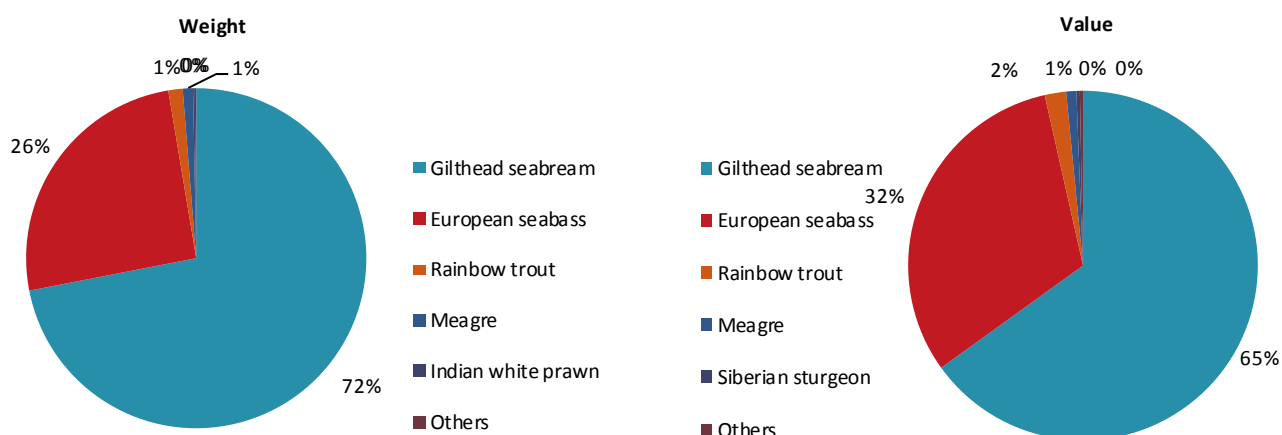 Weight
1%
0%
0%
1%
26%
72%
Gilthead seabream
European seabass
Rainbow trout
Meagre
Indian white prawn
Others
Value
2%
1%
0%
0%
32%
65%
Gilthead seabream
European seabass
Rainbow trout
Meagre
Siberian sturgeon
Others